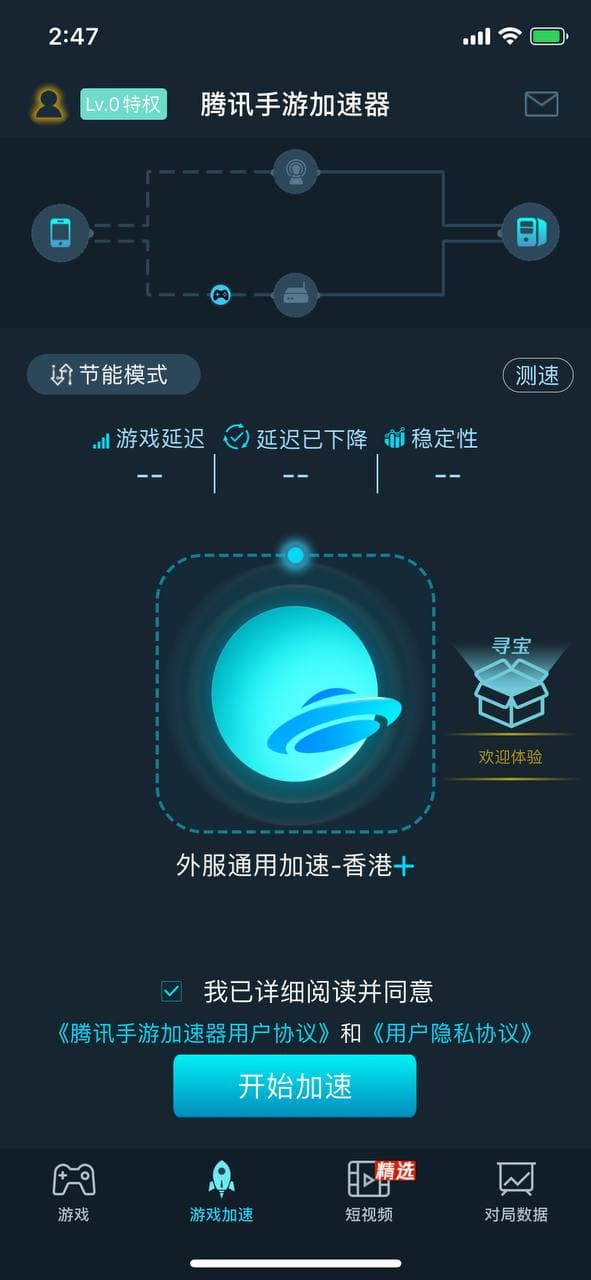 2:47
Lv.0特权
腾讯手游加速器
节能模式
测速
游戏延迟 延迟已下降 稳定性
-- -- --
寻宝
欢迎体验
外服通用加速-香港+
我已详细阅读并同意
《腾讯手游加速器用户协议》和《用户隐私协议》
开始加速
精选
游戏 游戏加速 短视频 对局数据